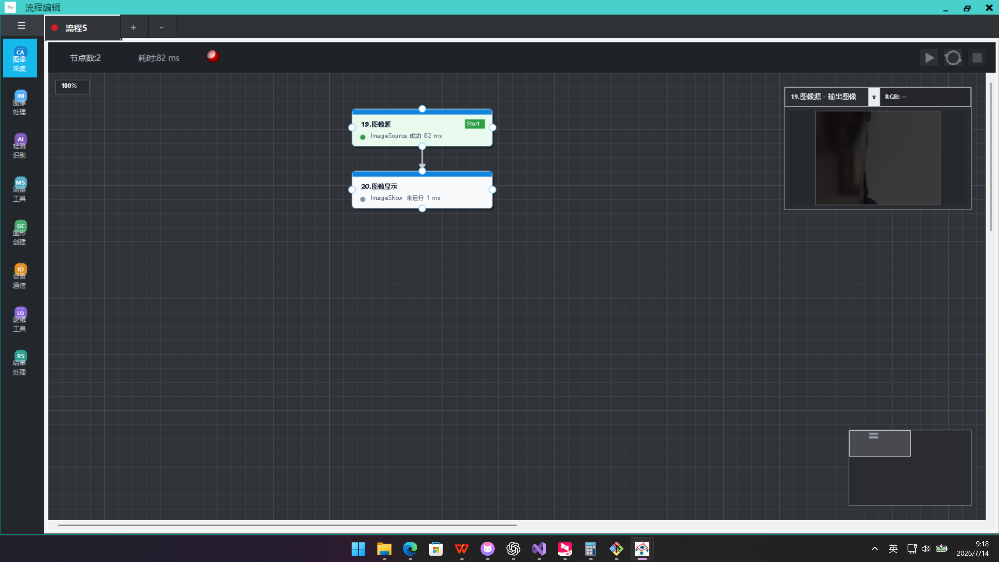 流程编辑
流程5
+
-
节点数:2
耗时:82 ms
100%
CA
图像
采集
IM
图像
处理
AI
检测
识别
MS
测量
工具
GC
图形
创建
IO
设备
通信
LG
逻辑
工具
RS
结果
处理
19.图像源
Start
ImageSource 成功 82 ms
20.图像显示
ImageShow 未运行 1 ms
19.图像源 - 输出图像
v
RGB: --
英
9:18
2026/7/14